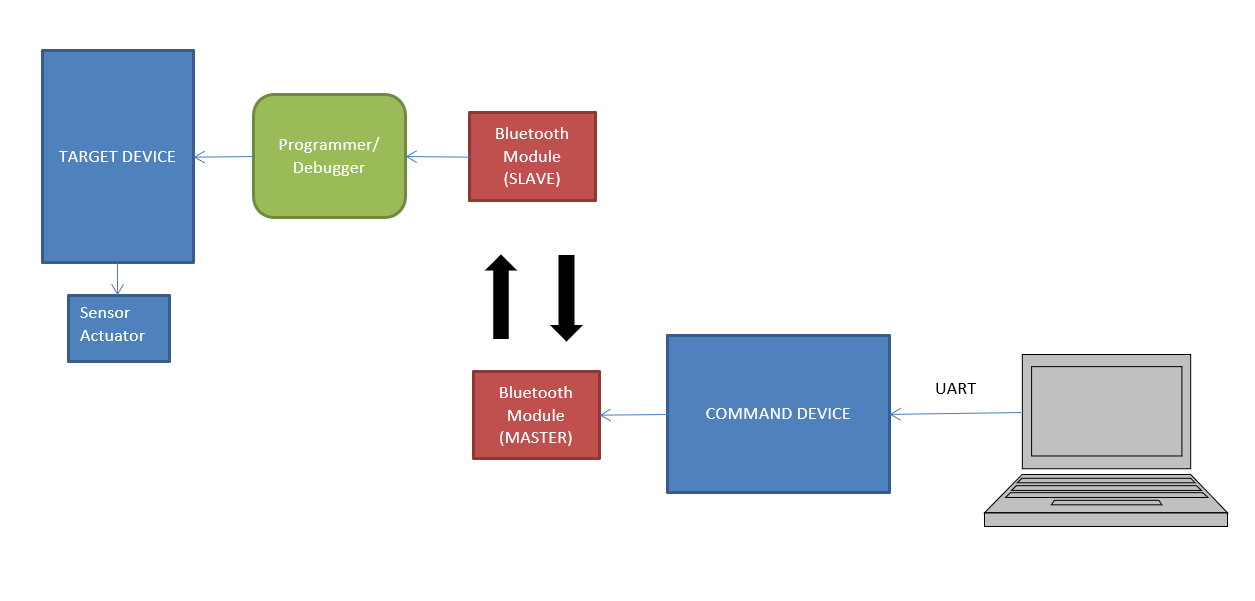 TARGET DEVICE
Programmer/
Debugger
Bluetooth
Module
(SLAVE)
Sensor
Actuator
Bluetooth
Module
(MASTER)
COMMAND DEVICE
UART